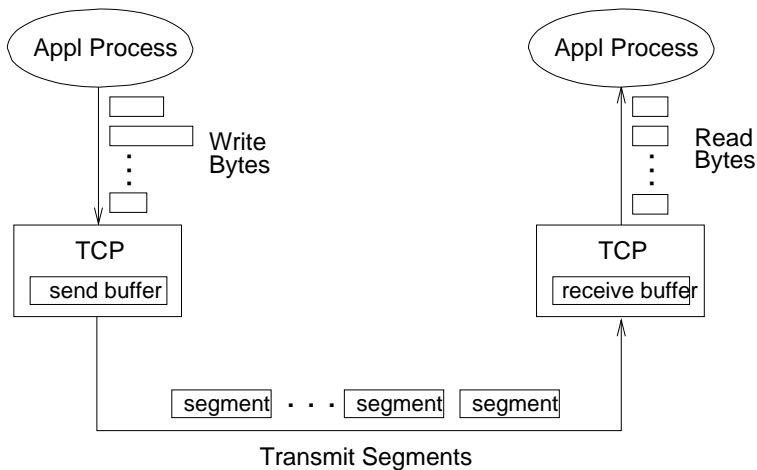 Appl Process
Appl Process
Write
Bytes
Read
Bytes
TCP
TCP
send buffer
receive buffer
segment
segment
segment
Transmit Segments